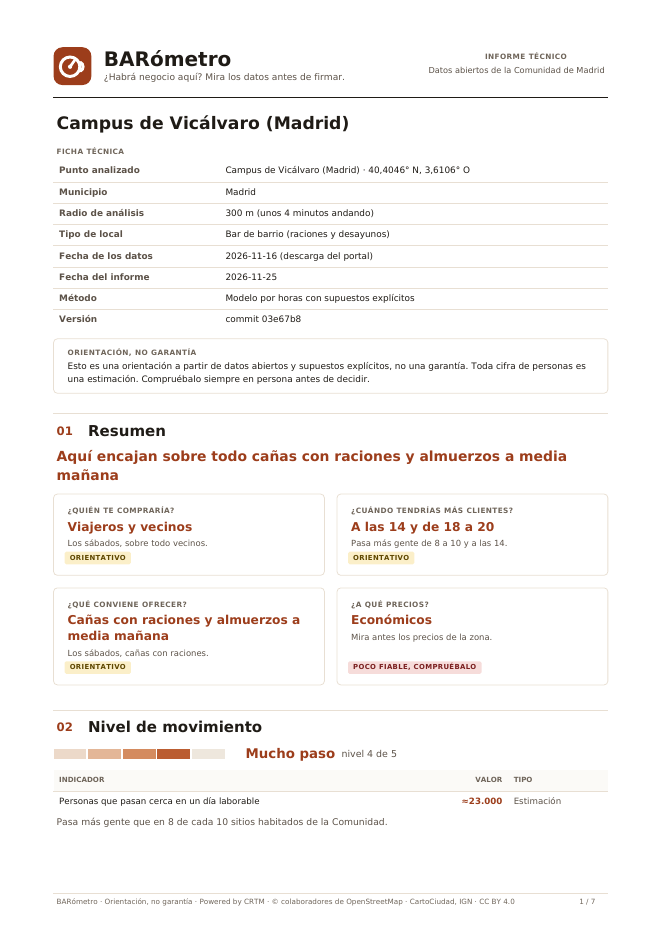 BARómetro
¿Habrá negocio aquí? Mira los datos antes de firmar.
INFORME TÉCNICO
Datos abiertos de la Comunidad de Madrid
Campus de Vicálvaro (Madrid)
FICHA TÉCNICA
Punto analizado Campus de Vicálvaro (Madrid) · 40,4046° N, 3,6106° O
Municipio Madrid
Radio de análisis 300 m (unos 4 minutos andando)
Tipo de local Bar de barrio (raciones y desayunos)
Fecha de los datos 2026-11-16 (descarga del portal)
Fecha del informe 2026-11-25
Método Modelo por horas con supuestos explícitos
Versión commit 03e67b8
ORIENTACIÓN, NO GARANTÍA
Esto es una orientación a partir de datos abiertos y supuestos explícitos, no una garantía. Toda cifra de personas es
una estimación. Compruébalo siempre en persona antes de decidir.
01 Resumen
Aquí encajan sobre todo cañas con raciones y almuerzos a media
mañana
¿QUIÉN TE COMPRARÍA?
Viajeros y vecinos
Los sábados, sobre todo vecinos.
ORIENTATIVO
¿CUÁNDO TENDRÍAS MÁS CLIENTES?
A las 14 y de 18 a 20
Pasa más gente de 8 a 10 y a las 14.
ORIENTATIVO
¿QUÉ CONVIENE OFRECER?
Cañas con raciones y almuerzos a
media mañana
Los sábados, cañas con raciones.
ORIENTATIVO
¿A QUÉ PRECIOS?
Económicos
Mira antes los precios de la zona.
POCO FIABLE, COMPRUÉBALO
02 Nivel de movimiento
Mucho paso nivel 4 de 5
INDICADOR VALOR TIPO
Personas que pasan cerca en un día laborable ≈23.000 Estimación
Pasa más gente que en 8 de cada 10 sitios habitados de la Comunidad.
BARómetro · Orientación, no garantía · Powered by CRTM · © colaboradores de OpenStreetMap · CartoCiudad, IGN · CC BY 4.0 1 / 7